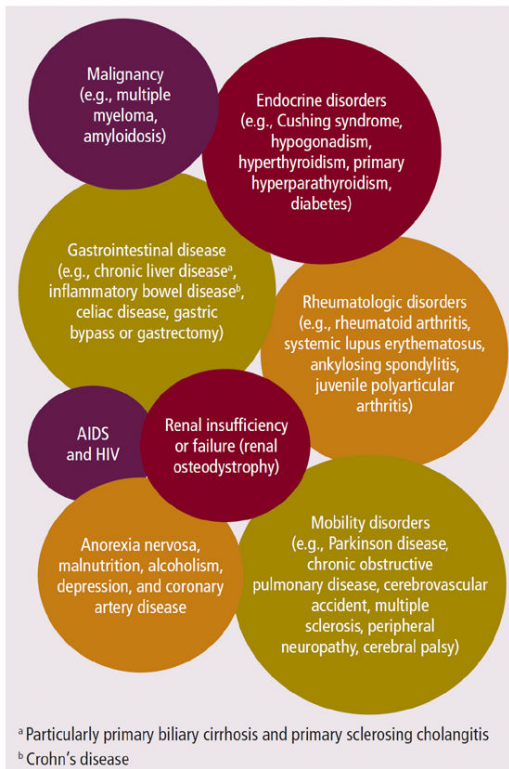 Malignancy
(e.g., multiple
myeloma,
amyloidosis)
Endocrine disorders
(e.g., Cushing syndrome,
hypogonadism,
hyperthyroidism, primary
hyperparathyroidism,
diabetes)
Gastrointestinal disease
(e.g., chronic liver diseaseᵃ,
inflammatory bowel diseaseᵇ,
celiac disease, gastric
bypass or gastrectomy)
Rheumatologic disorders
(e.g., rheumatoid arthritis,
systemic lupus erythematosus,
ankylosing spondylitis,
juvenile polyarticular
arthritis)
AIDS
and HIV
Renal insufficiency
or failure (renal
osteodystrophy)
Anorexia nervosa,
malnutrition, alcoholism,
depression, and coronary
artery disease
Mobility disorders
(e.g., Parkinson disease,
chronic obstructive
pulmonary disease, cerebrovascular
accident, multiple
sclerosis, peripheral
neuropathy, cerebral palsy)
ᵃ Particularly primary biliary cirrhosis and primary sclerosing cholangitis
ᵇ Crohn’s disease